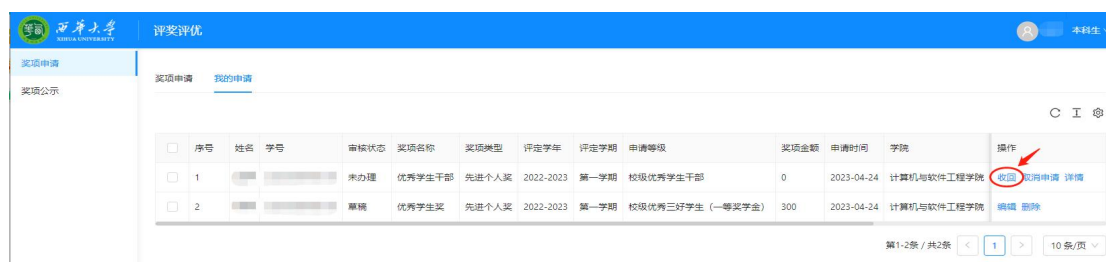 西华大学 评奖评优 本科生
XIHUA UNIVERSITY
奖项申请
奖项公示
奖项申请 我的申请
序号 姓名 学号 审核状态 奖项名称 奖项类型 评定学年 评定学期 申请等级 奖项金额 申请时间 学院 操作
1 未办理 优秀学生干部 先进个人奖 2022-2023 第一学期 校级优秀学生干部 0 2023-04-24 计算机与软件工程学院 收回 取消申请 详情
2 草稿 优秀学生奖 先进个人奖 2022-2023 第一学期 校级优秀三好学生（一等奖学金） 300 2023-04-24 计算机与软件工程学院 编辑 删除
第1-2条 / 共2条 < 1 > 10 条/页